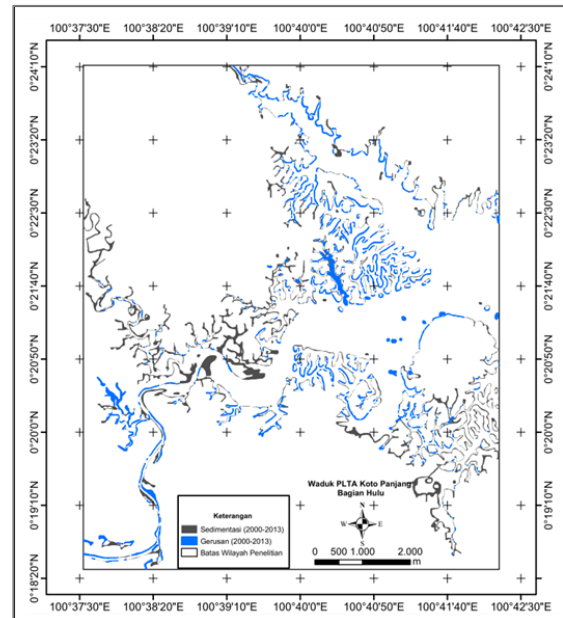 100°37'30"E 100°38'20"E 100°39'10"E 100°40'0"E 100°40'50"E 100°41'40"E 100°42'30"E
0°24'10"N 0°24'10"N
0°23'20"N 0°23'20"N
0°22'30"N 0°22'30"N
0°21'40"N 0°21'40"N
0°20'50"N 0°20'50"N
0°20'0"N 0°20'0"N
0°19'10"N 0°19'10"N
0°18'20"N 0°18'20"N
Waduk PLTA Koto Panjang
Bagian Hulu
N
W E
S
0 500 1.000 2.000
m
Keterangan
Sedimentasi (2000-2013)
Gerusan (2000-2013)
Batas Wilayah Penelitian
100°37'30"E 100°38'20"E 100°39'10"E 100°40'0"E 100°40'50"E 100°41'40"E 100°42'30"E